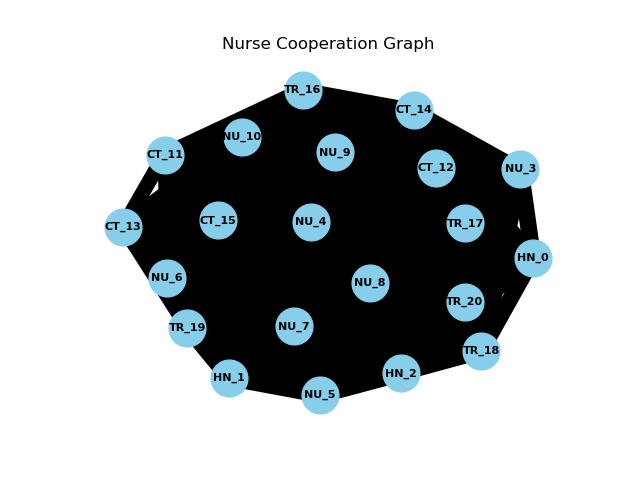 Nurse Cooperation Graph
TR_16
CT_14
NU_10
NU_9
CT_11
CT_12
NU_3
CT_15
NU_4
TR_17
CT_13
HN_0
NU_6
NU_8
TR_20
TR_19
NU_7
TR_18
HN_2
HN_1
NU_5